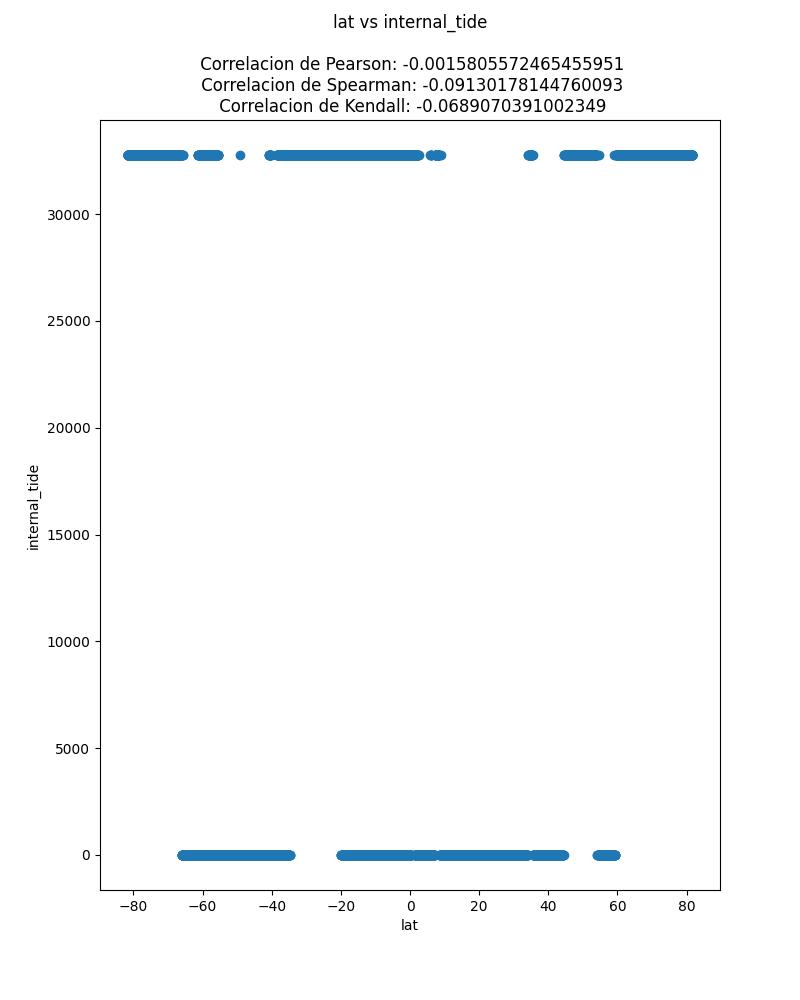 lat vs internal_tide
Correlacion de Pearson: -0.0015805572465455951
Correlacion de Spearman: -0.09130178144760093
Correlacion de Kendall: -0.0689070391002349
30000
25000
20000
15000
10000
5000
0
internal_tide
−80 −60 −40 −20 0 20 40 60 80
lat